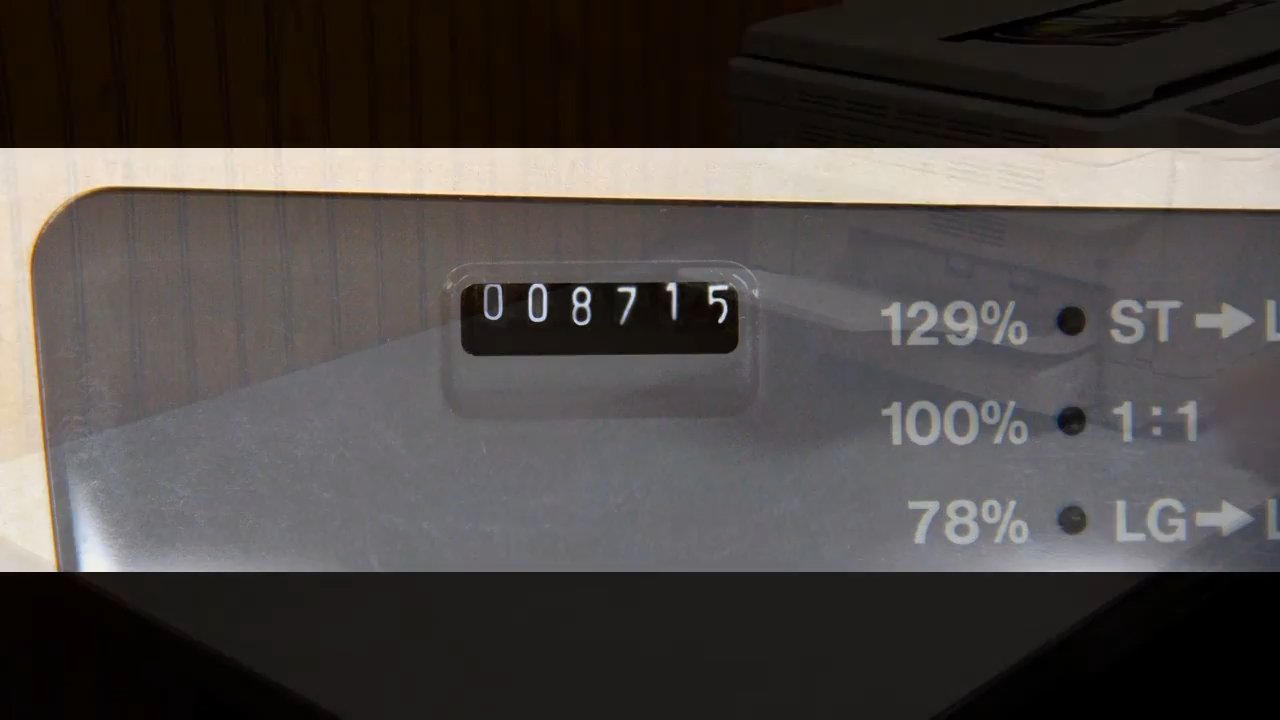 008715
129% ● ST ➡ L
100% ● 1:1
78% ● LG ➡ L